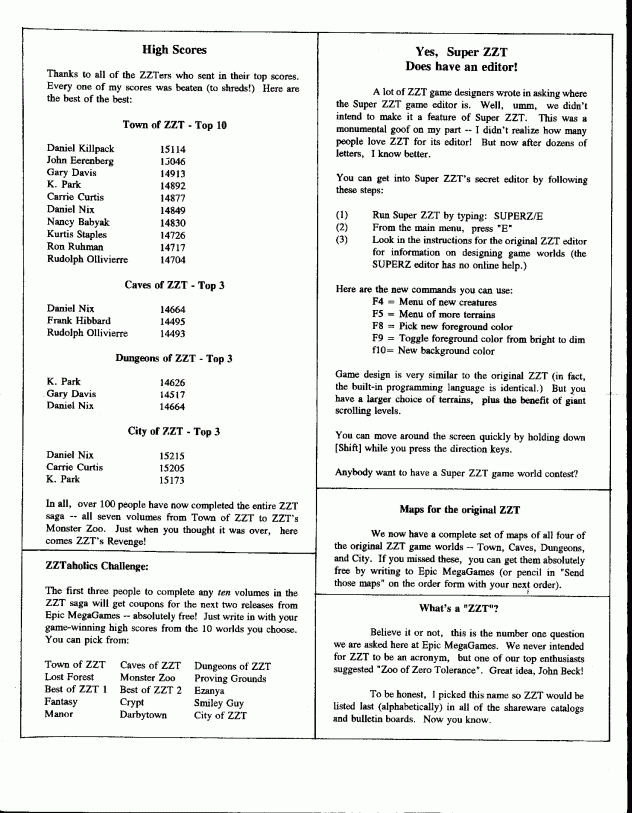 High Scores
Thanks to all of the ZZTers who sent in their top scores.
Every one of my scores was beaten (to shreds!) Here are
the best of the best:
Town of ZZT - Top 10
Daniel Killpack 15114
John Eerenberg 15046
Gary Davis 14913
K. Park 14892
Carrie Curtis 14877
Daniel Nix 14849
Nancy Babyak 14830
Kurtis Staples 14726
Ron Ruhman 14717
Rudolph Ollivierre 14704
Caves of ZZT - Top 3
Daniel Nix 14664
Frank Hibbard 14495
Rudolph Ollivierre 14493
Dungeons of ZZT - Top 3
K. Park 14626
Gary Davis 14517
Daniel Nix 14664
City of ZZT - Top 3
Daniel Nix 15215
Carrie Curtis 15205
K. Park 15173
In all, over 100 people have now completed the entire ZZT
saga -- all seven volumes from Town of ZZT to ZZT's
Monster Zoo. Just when you thought it was over, here
comes ZZT's Revenge!
ZZTaholics Challenge:
The first three people to complete any ten volumes in the
ZZT saga will get coupons for the next two releases from
Epic MegaGames -- absolutely free! Just write in with your
game-winning high scores from the 10 worlds you choose.
You can pick from:
Town of ZZT Caves of ZZT Dungeons of ZZT
Lost Forest Monster Zoo Proving Grounds
Best of ZZT 1 Best of ZZT 2 Ezanya
Fantasy Crypt Smiley Guy
Manor Darbytown City of ZZT
Yes, Super ZZT
Does have an editor!
A lot of ZZT game designers wrote in asking where
the Super ZZT game editor is. Well, umm, we didn't
intend to make it a feature of Super ZZT. This was a
monumental goof on my part -- I didn't realize how many
people love ZZT for its editor! But now after dozens of
letters, I know better.
You can get into Super ZZT's secret editor by following
these steps:
(1) Run Super ZZT by typing: SUPERZ/E
(2) From the main menu, press "E"
(3) Look in the instructions for the original ZZT editor
for information on designing game worlds (the
SUPERZ editor has no online help.)
Here are the new commands you can use:
F4 = Menu of new creatures
F5 = Menu of more terrains
F8 = Pick new foreground color
F9 = Toggle foreground color from bright to dim
f10= New background color
Game design is very similar to the original ZZT (in fact,
the built-in programming language is identical.) But you
have a larger choice of terrains, plus the benefit of giant
scrolling levels.
You can move around the screen quickly by holding down
[Shift] while you press the direction keys.
Anybody want to have a Super ZZT game world contest?
Maps for the original ZZT
We now have a complete set of maps of all four of
the original ZZT game worlds -- Town, Caves, Dungeons,
and City. If you missed these, you can get them absolutely
free by writing to Epic MegaGames (or pencil in "Send
those maps" on the order form with your next order).
What's a "ZZT"?
Believe it or not, this is the number one question
we are asked here at Epic MegaGames. We never intended
for ZZT to be an acronym, but one of our top enthusiasts
suggested "Zoo of Zero Tolerance". Great idea, John Beck!
To be honest, I picked this name so ZZT would be
listed last (alphabetically) in all of the shareware catalogs
and bulletin boards. Now you know.